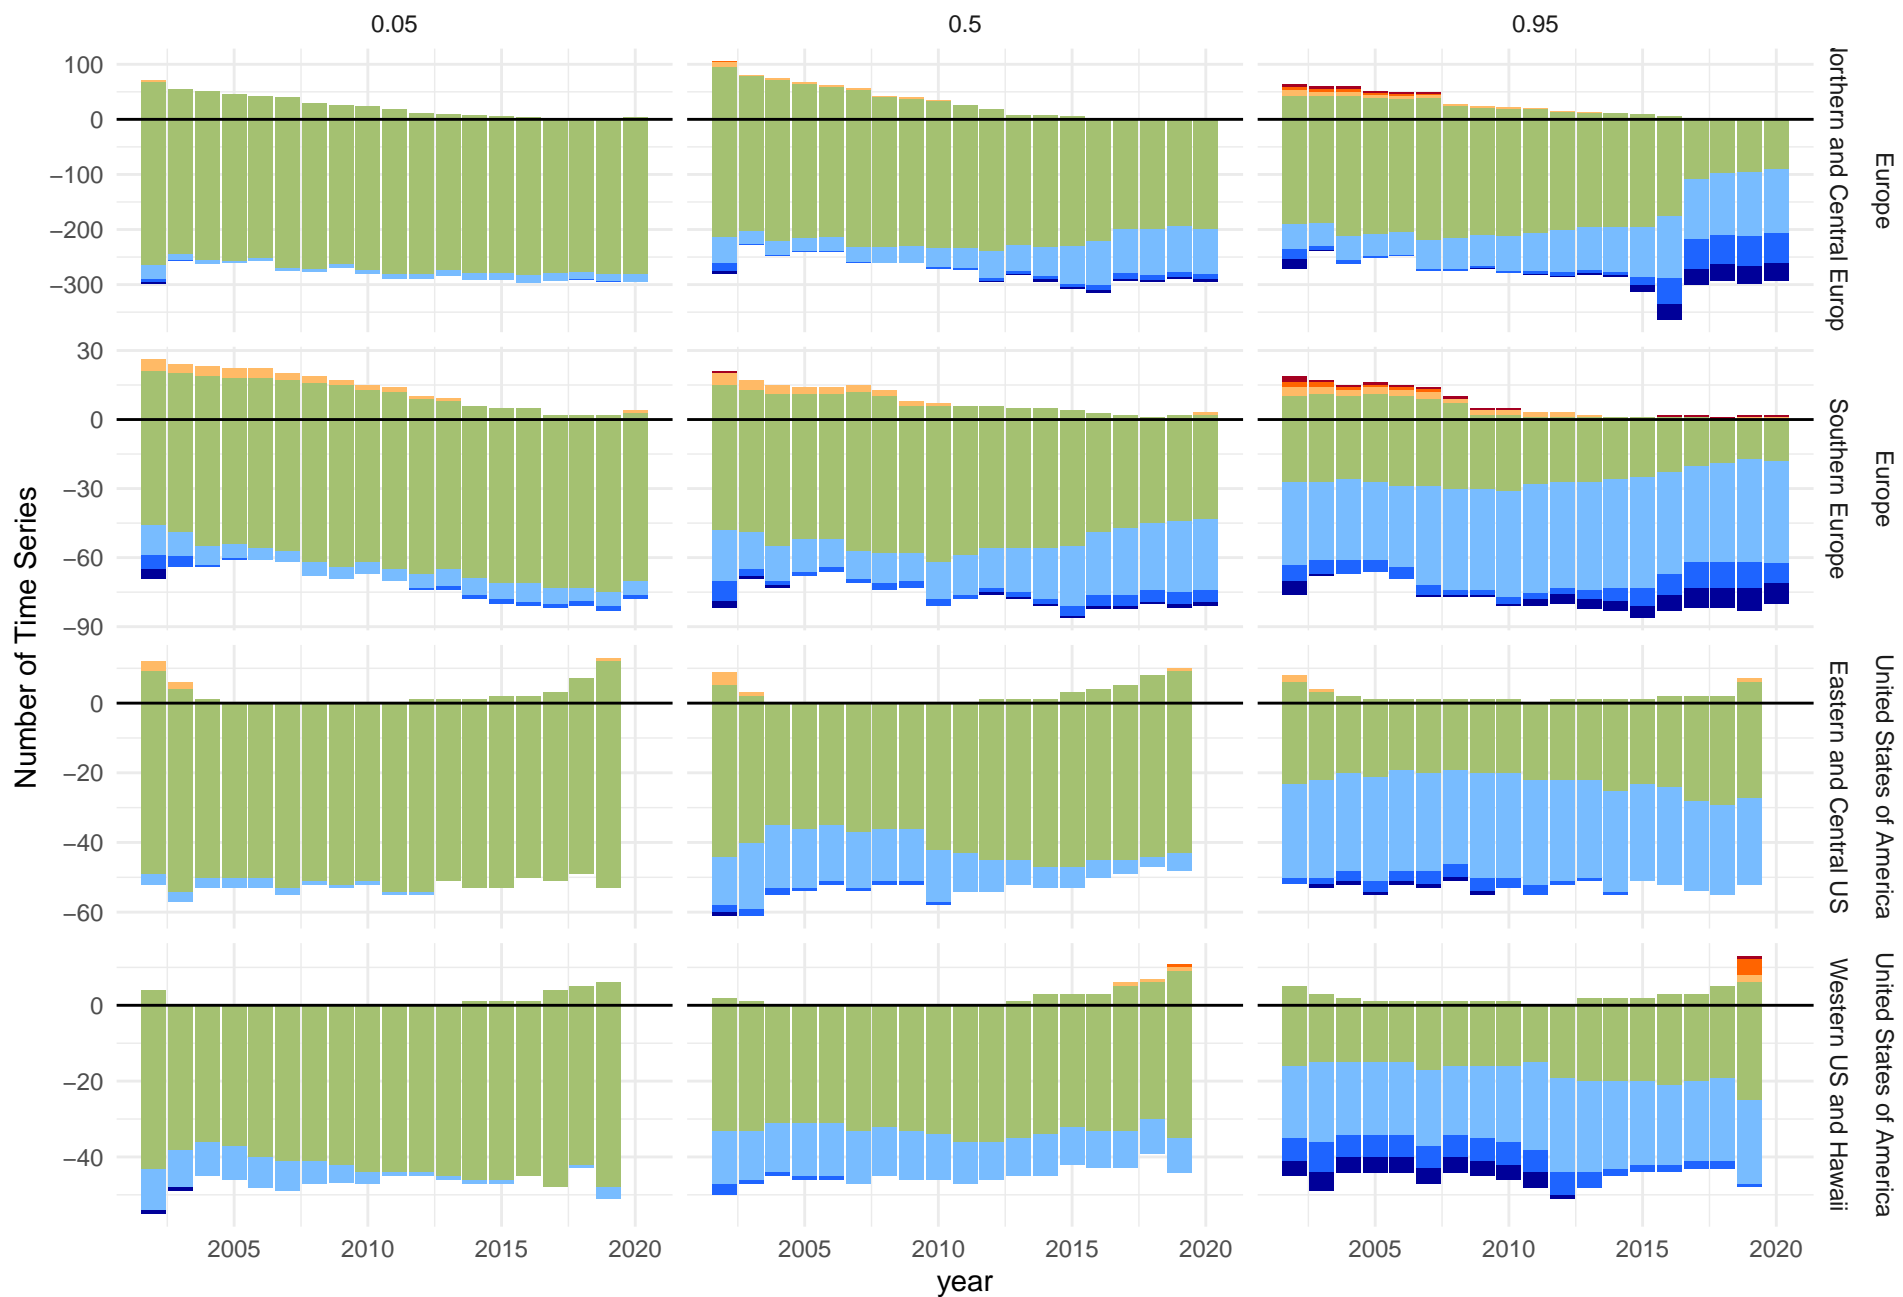 0.05 0.5 0.95
100
0
−100
−200
−300
30
0
−30
−60
−90
0
−20
−40
−60
0
−20
−40
Number of Time Series
orthern and Central Europ
Europe
Southern Europe
Europe
Eastern and Central US
United States of America
Western US and Hawaii
United States of America
2005 2010 2015 2020 2005 2010 2015 2020 2005 2010 2015 2020
year